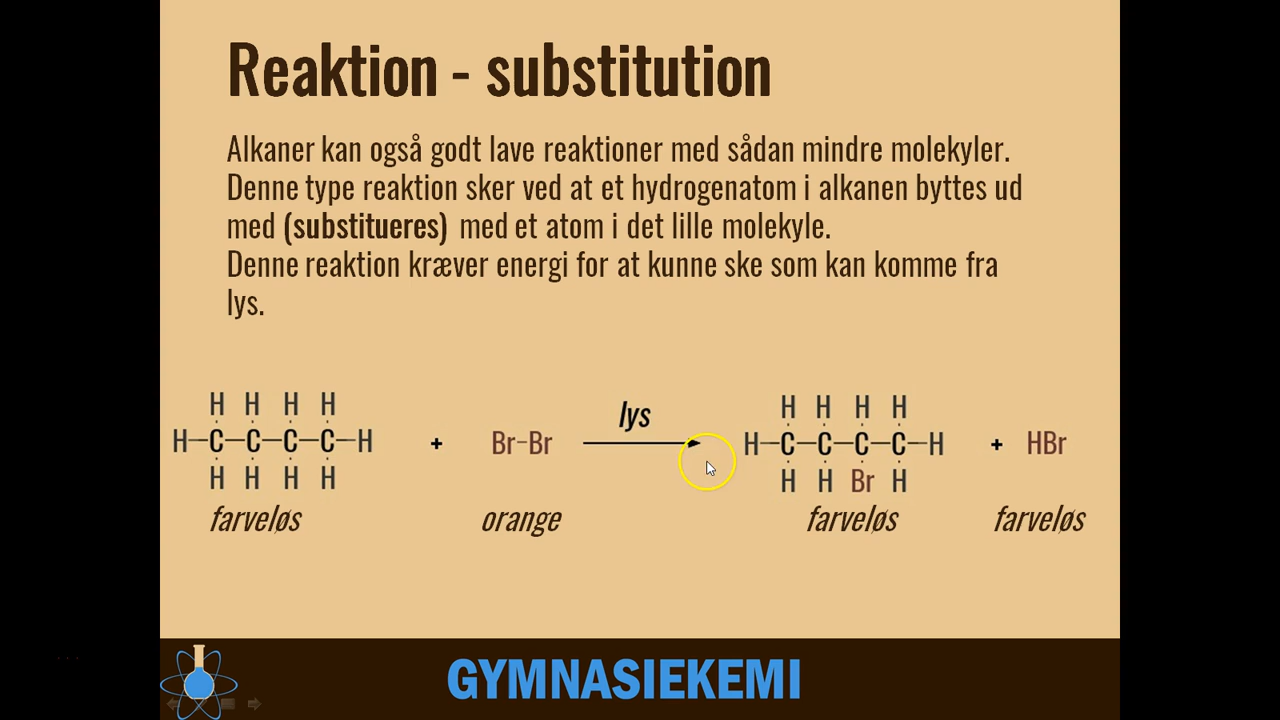 Reaktion - substitution
Alkaner kan også godt lave reaktioner med sådan mindre molekyler.
Denne type reaktion sker ved at et hydrogenatom i alkanen byttes ud
med (substitueres) med et atom i det lille molekyle.
Denne reaktion kræver energi for at kunne ske som kan komme fra
lys.
H H H H
H–C–C–C–C–H + Br–Br lys H–C–C–C–C–H + HBr
H H H H
H H H H
H H Br H
farveløs orange farveløs farveløs
GYMNASIEKEMI